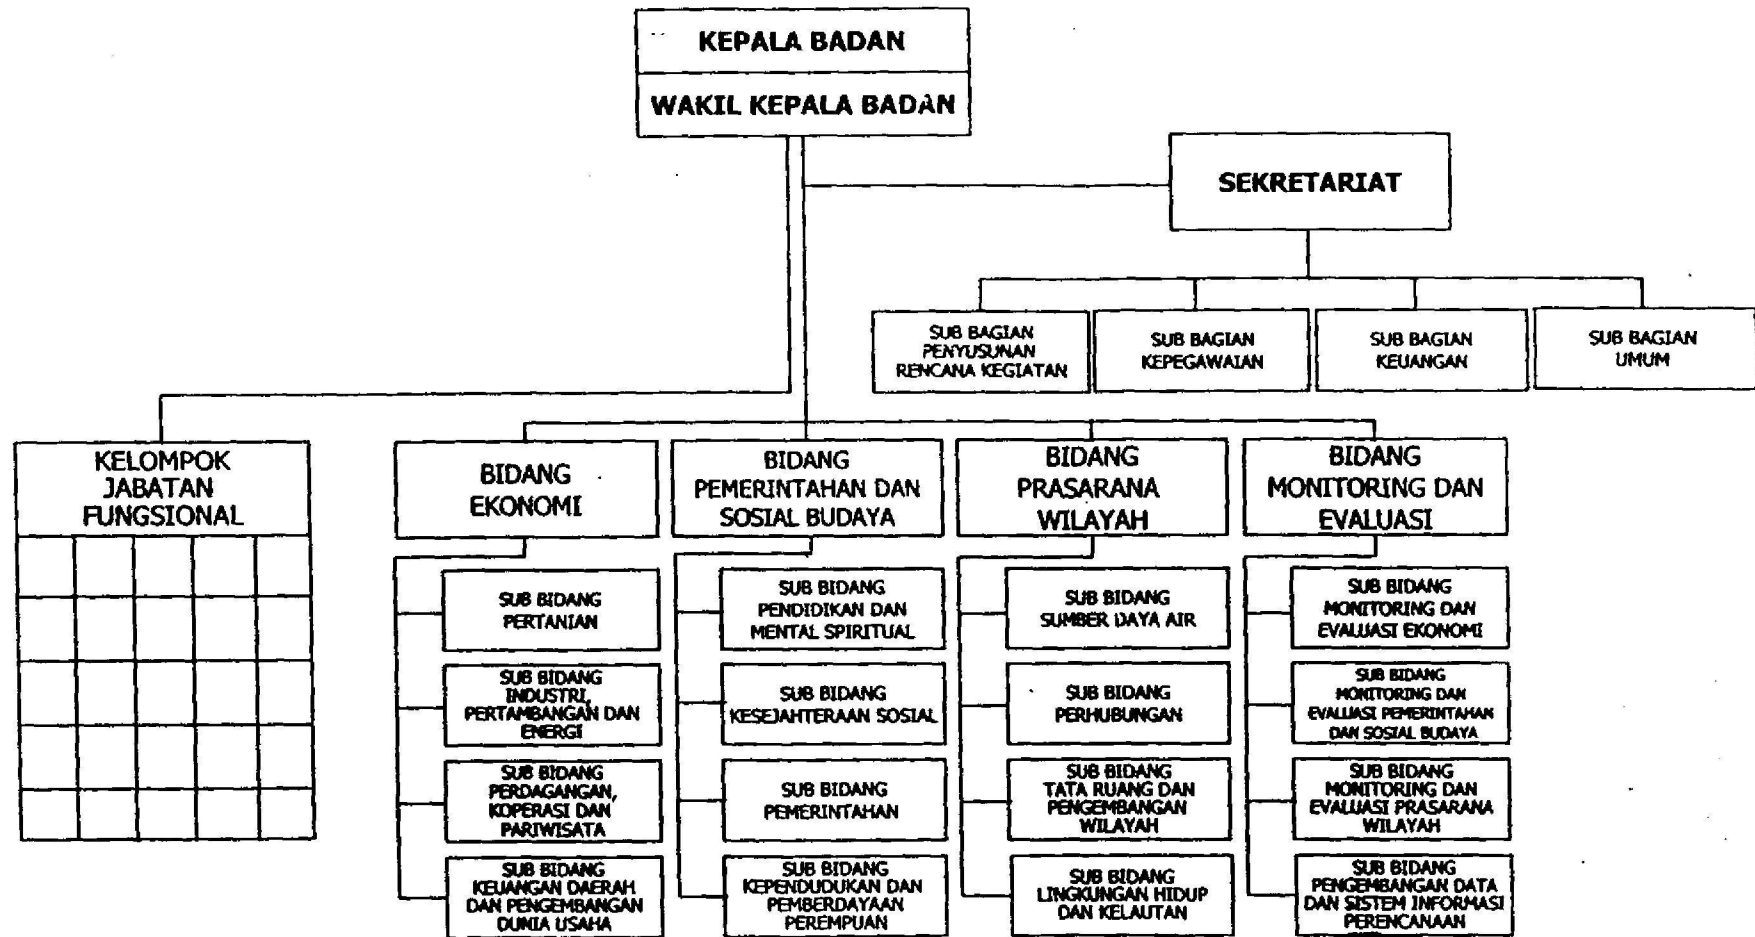 KEPALA BADAN
WAKIL KEPALA BADAN
SEKRETARIAT
SUB BAGIAN
PENYUSUNAN
RENCANA KEGIATAN
SUB BAGIAN
KEPEGAWAIAN
SUB BAGIAN
KEUANGAN
SUB BAGIAN
UMUM
KELOMPOK
JABATAN
FUNGSIONAL
BIDANG
EKONOMI
BIDANG
PEMERINTAHAN DAN
SOSIAL BUDAYA
BIDANG
PRASARANA
WILAYAH
BIDANG
MONITORING DAN
EVALUASI
SUB BIDANG
PERTANIAN
SUB BIDANG
INDUSTRI,
PERTAMBANGAN DAN
ENERGI
SUB BIDANG
PERDAGANGAN,
KOPERASI DAN
PARIWISATA
SUB BIDANG
KEUANGAN DAERAH
DAN PENGEMBANGAN
DUNIA USAHA
SUB BIDANG
PENDIDIKAN DAN
MENTAL SPIRITUAL
SUB BIDANG
KESEJAHTERAAN SOSIAL
SUB BIDANG
PEMERINTAHAN
SUB BIDANG
KEPENDUDUKAN DAN
PEMBERDAYAAN
PEREMPUAN
SUB BIDANG
SUMBER DAYA AIR
SUB BIDANG
PERHUBUNGAN
SUB BIDANG
TATA RUANG DAN
PENGEMBANGAN
WILAYAH
SUB BIDANG
LINGKUNGAN HIDUP
DAN KELAUTAN
SUB BIDANG
MONITORING DAN
EVALUASI EKONOMI
SUB BIDANG
MONITORING DAN
EVALUASI PEMERINTAHAN
DAN SOSIAL BUDAYA
SUB BIDANG
MONITORING DAN
EVALUASI PRASARANA
WILAYAH
SUB BIDANG
PENGEMBANGAN DATA
DAN SISTEM INFORMASI
PERENCANAAN